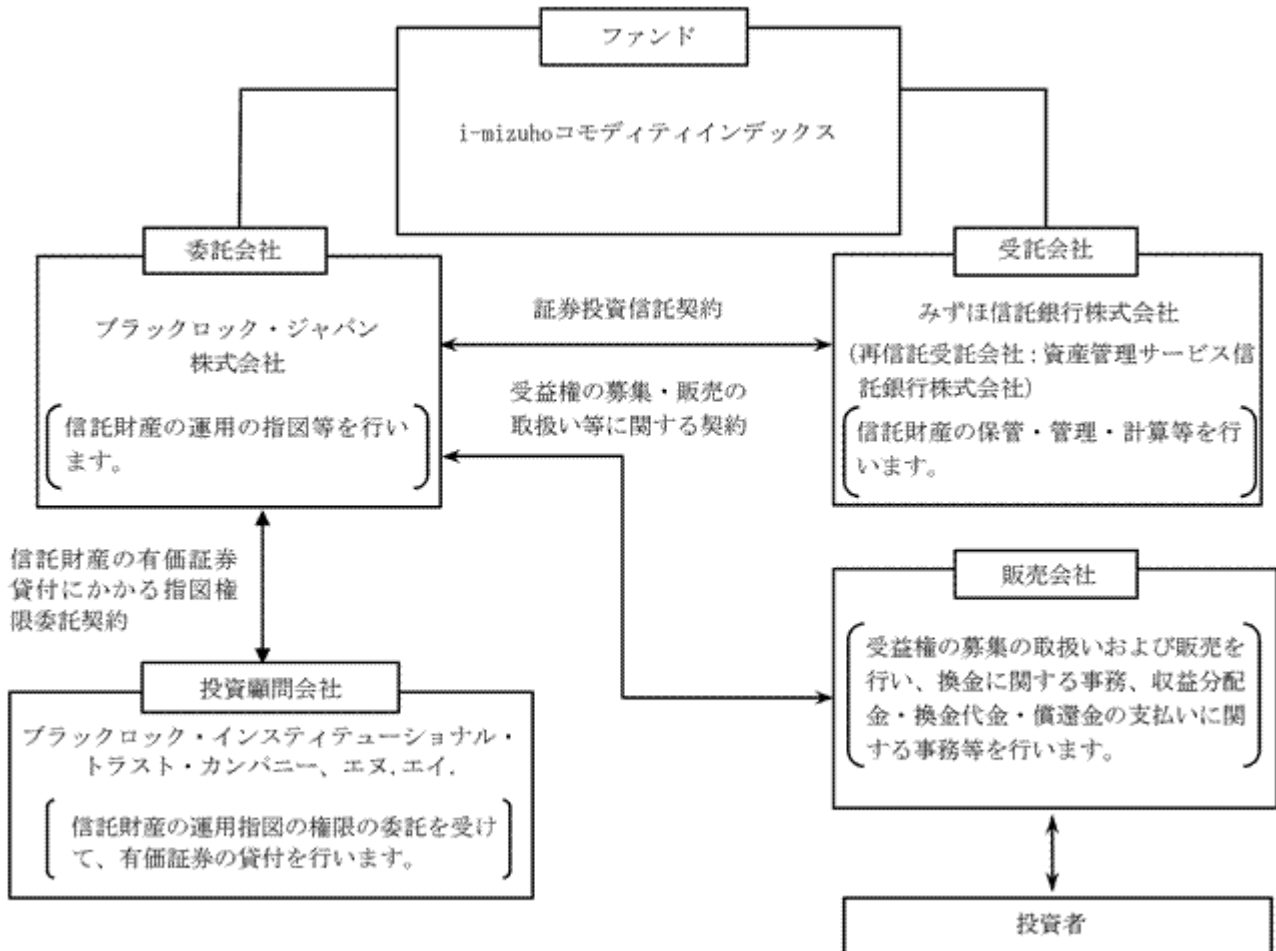 ファンド
i-mizuhoコモディティインデックス
委託会社
ブラックロック・ジャパン
株式会社
信託財産の運用の指図等を行い
ます。
証券投資信託契約
受益権の募集・販売の
取扱い等に関する契約
受託会社
みずほ信託銀行株式会社
(再信託受託会社:資産管理サービス信
託銀行株式会社)
信託財産の保管・管理・計算等を行
います。
信託財産の有価証券
貸付にかかる指図権
限委託契約
投資顧問会社
ブラックロック・インスティテューショナル・
トラスト・カンパニー、エヌ.エイ.
信託財産の運用指図の権限の委託を受け
て、有価証券の貸付を行います。
販売会社
受益権の募集の取扱いおよび販売を
行い、換金に関する事務、収益分配
金・換金代金・償還金の支払いに関
する事務等を行います。
投資者